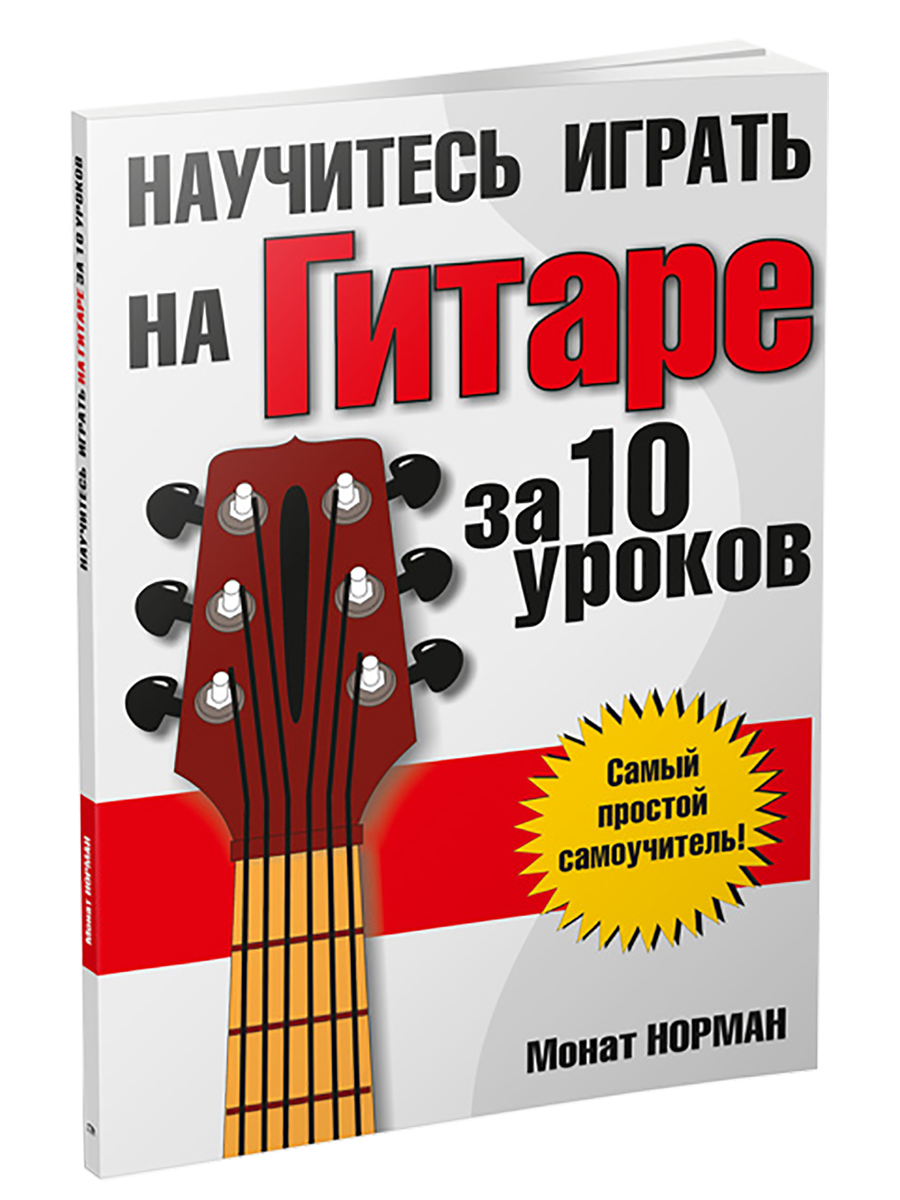 НАУЧИТЕСЬ ИГРАТЬ
НА Гитаре
за 10
уроков
Самый
простой
самоучитель!
Монат НОРМАН
НАУЧИТЕСЬ ИГРАТЬ НА ГИТАРЕ ЗА 10 УРОКОВ
Монат НОРМАН